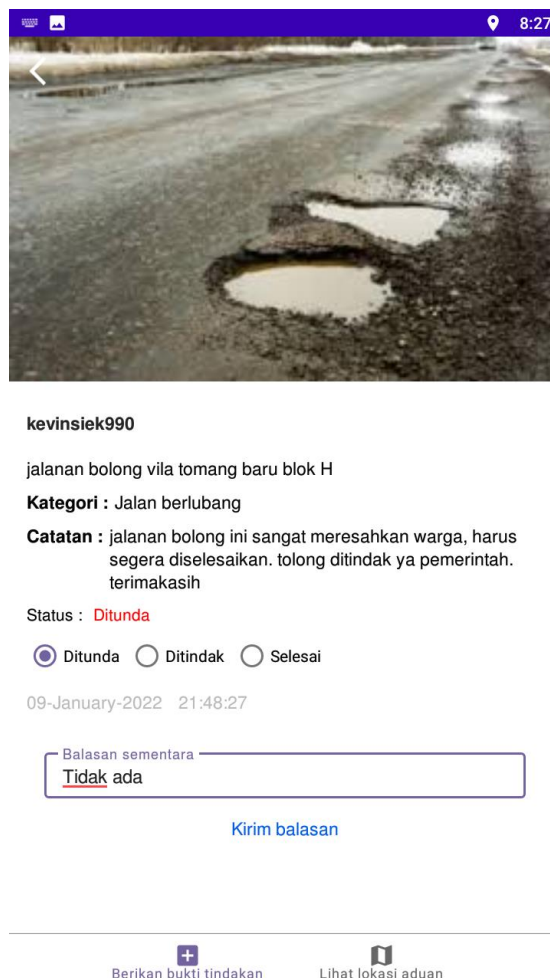 8:27
kevinsiek990
jalanan bolong vila tomang baru blok H
Kategori : Jalan berlubang
Catatan : jalanan bolong ini sangat meresahkan warga, harus
segera diselesaikan. tolong ditindak ya pemerintah.
terimakasih
Status : Ditunda
Ditunda Ditindak Selesai
09-January-2022 21:48:27
Balasan sementara
Tidak ada
Kirim balasan
Berikan bukti tindakan Lihat lokasi aduan